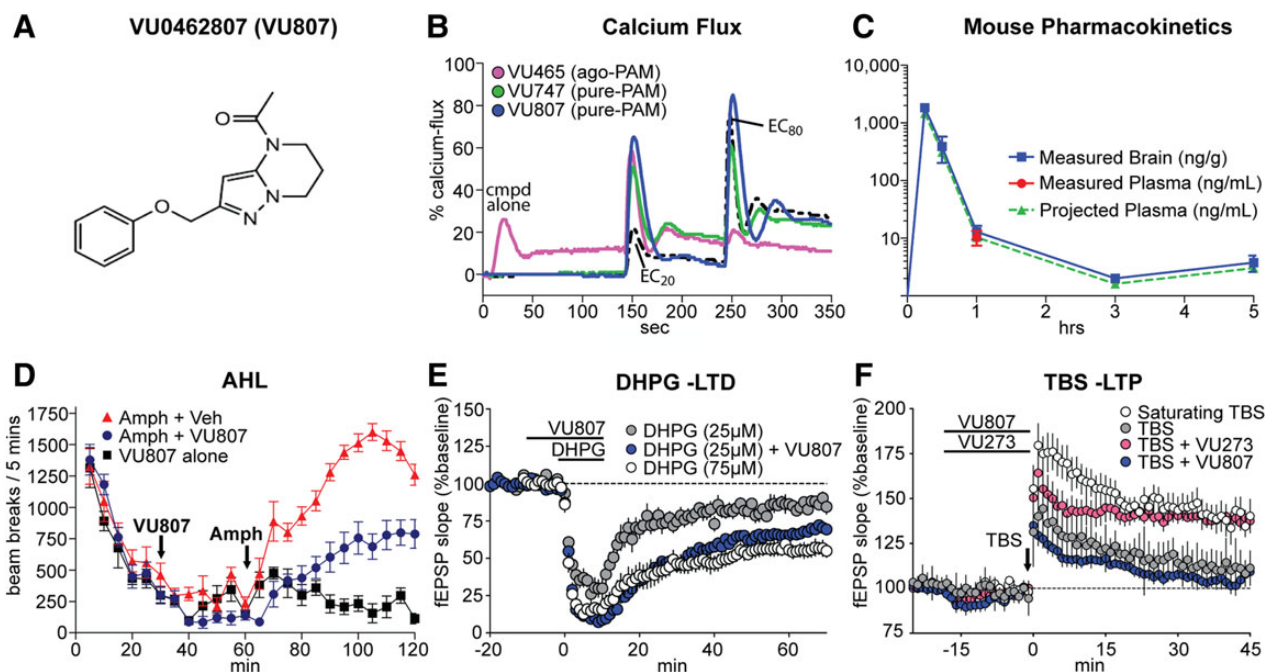 A
VU0462807 (VU807)
O
N
N
N
O
B
Calcium Flux
% calcium-flux
100
80
60
40
20
0
VU465 (ago-PAM)
VU747 (pure-PAM)
VU807 (pure-PAM)
cmpd
alone
EC20
EC80
0 50 100 150 200 250 300 350
sec
C
Mouse Pharmacokinetics
10,000
1,000
100
10
Measured Brain (ng/g)
Measured Plasma (ng/mL)
Projected Plasma (ng/mL)
0 1 2 3 4 5
hrs
D
AHL
beam breaks / 5 mins
1750
1500
1250
1000
750
500
250
0
Amph + Veh
Amph + VU807
VU807 alone
VU807
Amph
0 20 40 60 80 100 120
min
E
DHPG -LTD
fEPSP slope (%baseline)
150
125
100
75
50
25
0
VU807
DHPG
DHPG (25µM)
DHPG (25µM) + VU807
DHPG (75µM)
-20 0 20 40 60
min
F
TBS -LTP
fEPSP slope (%baseline)
200
175
150
125
100
75
VU807
VU273
Saturating TBS
TBS
TBS + VU273
TBS + VU807
TBS
-15 0 15 30 45
min